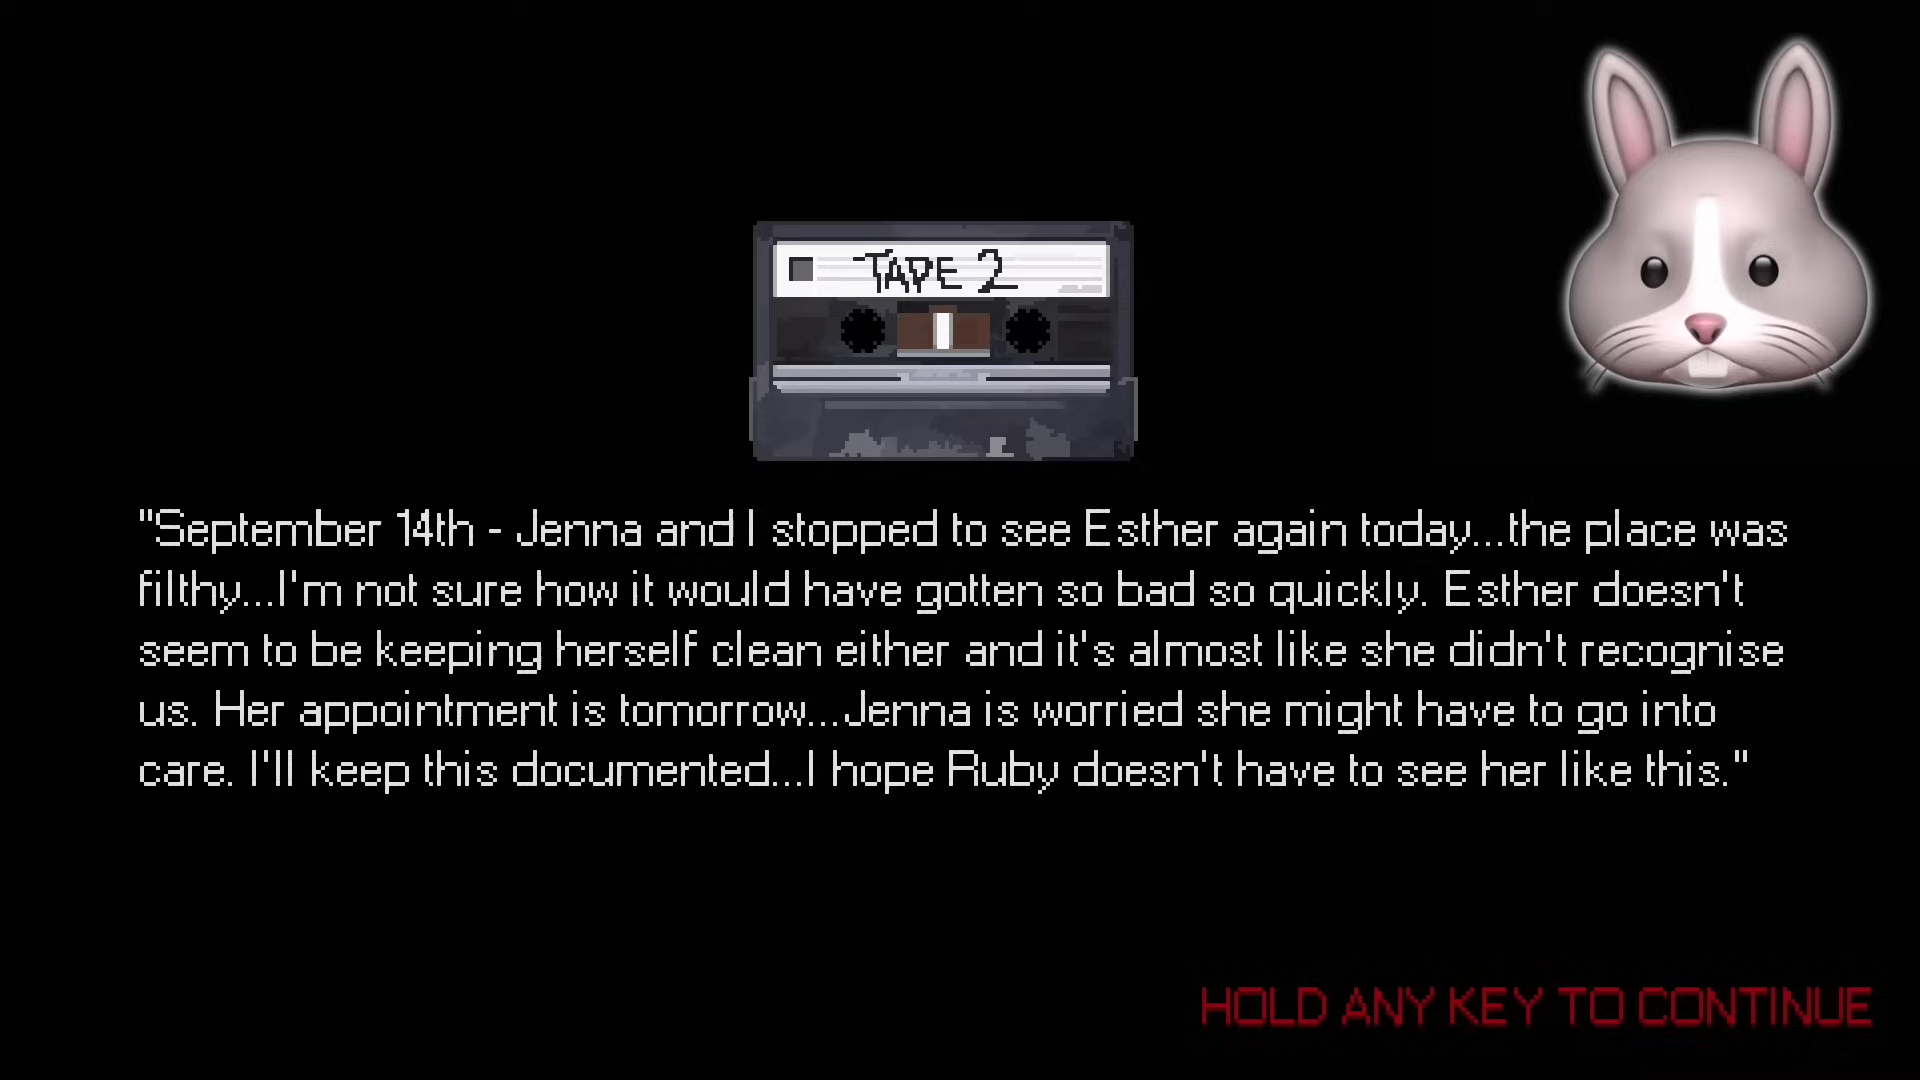 TAPE 2
"September 14th - Jenna and I stopped to see Esther again today...the place was
filthy...I'm not sure how it would have gotten so bad so quickly. Esther doesn't
seem to be keeping herself clean either and it's almost like she didn't recognise
us. Her appointment is tomorrow...Jenna is worried she might have to go into
care. I'll keep this documented...I hope Ruby doesn't have to see her like this."
HOLD ANY KEY TO CONTINUE